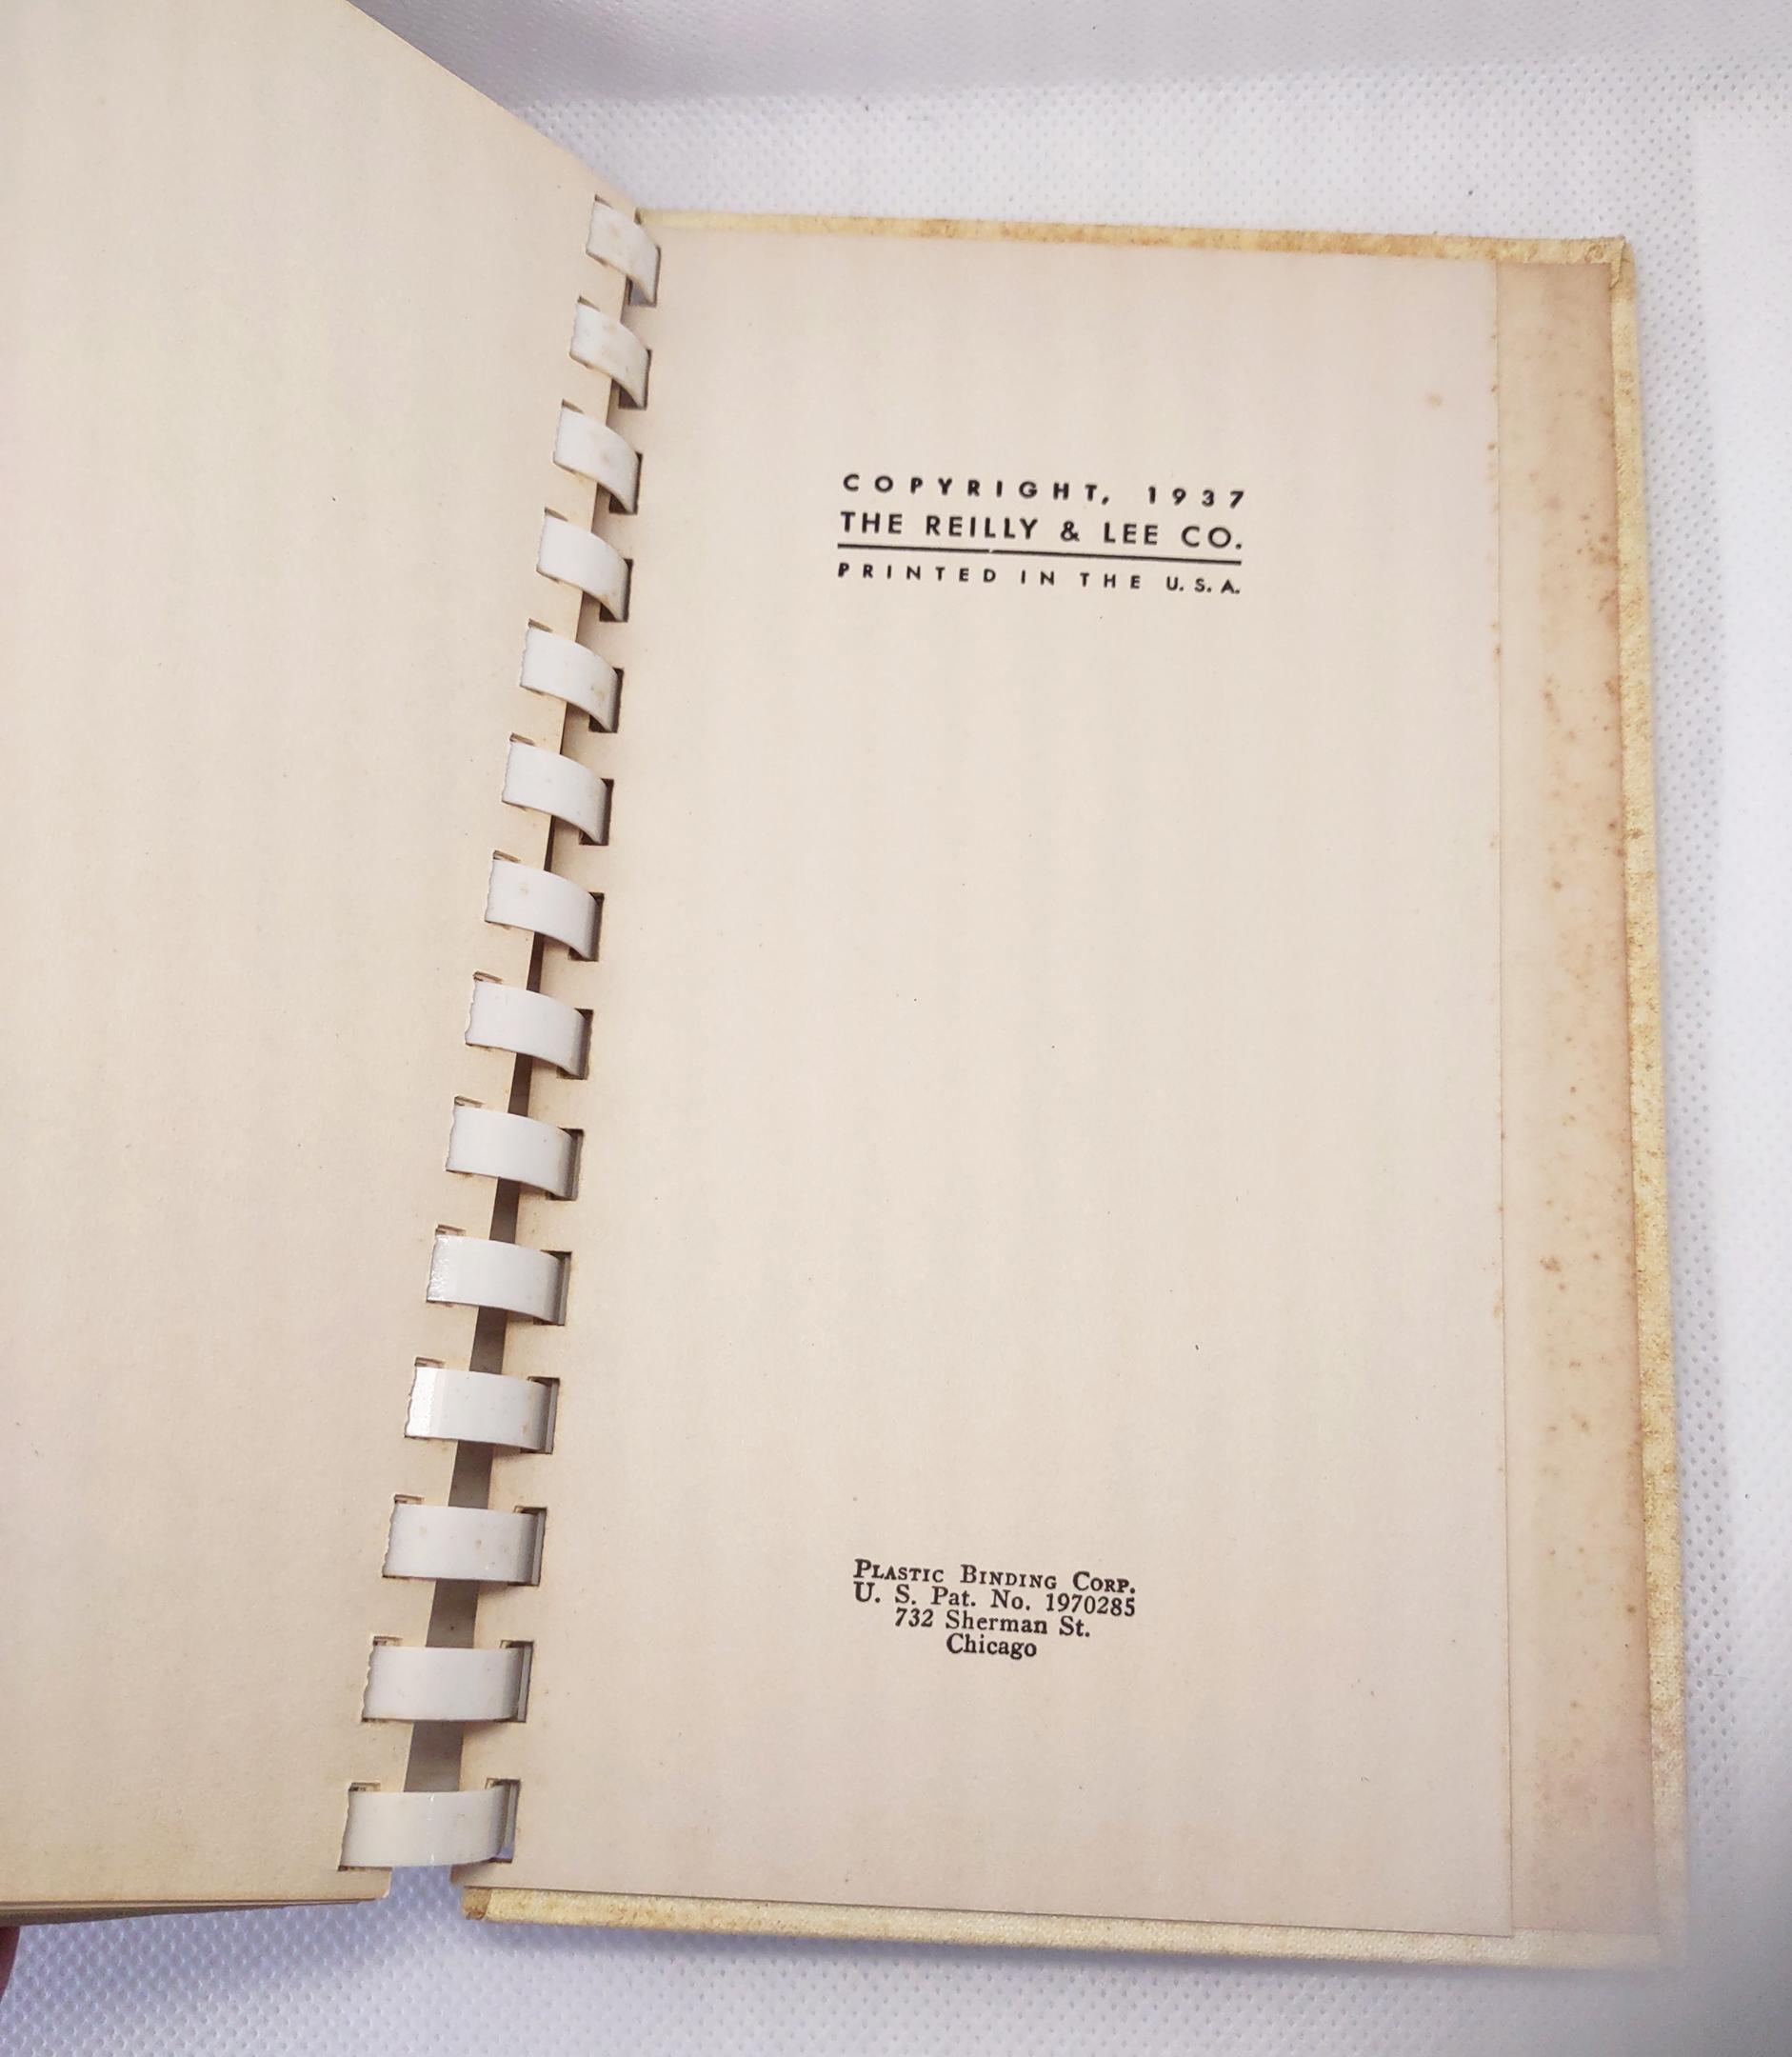 COPYRIGHT, 1937
THE REILLY & LEE CO.
PRINTED IN THE U.S.A.
PLASTIC BINDING CORP.
U. S. Pat. No. 1970285
732 Sherman St.
Chicago